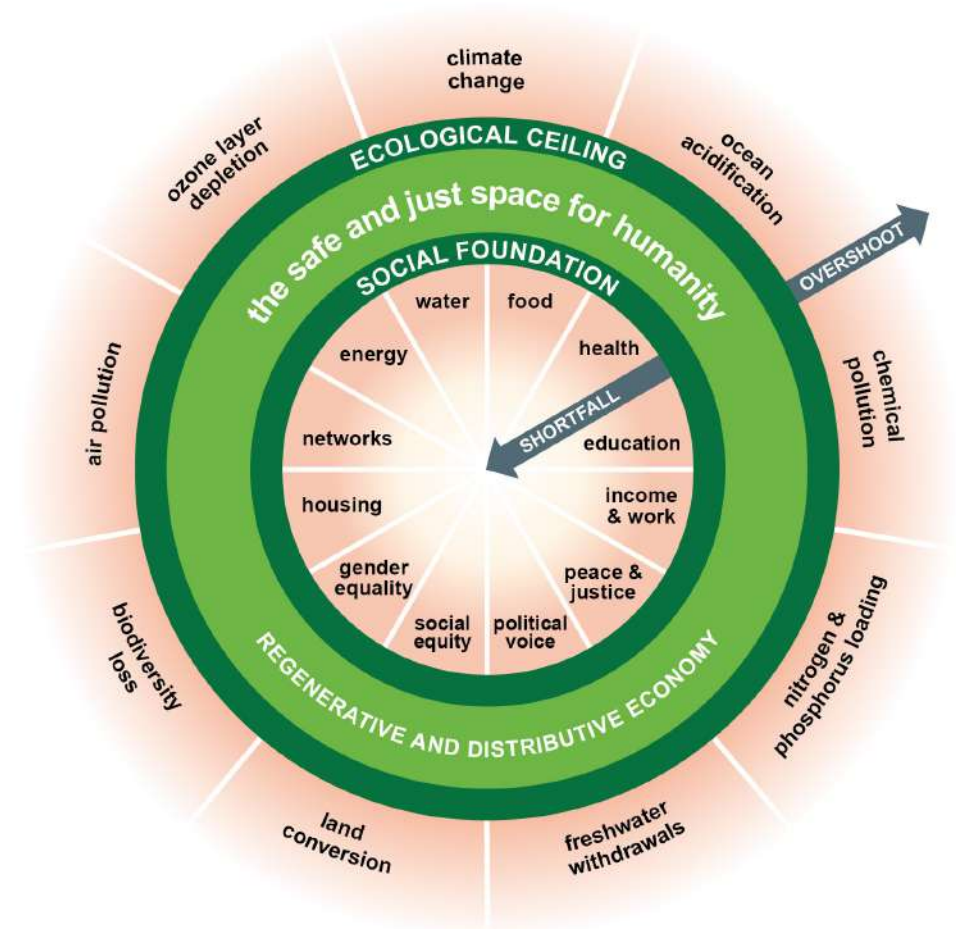 climate
change
ocean
acidification
chemical
pollution
nitrogen &
phosphorus loading
freshwater
withdrawals
land
conversion
biodiversity
loss
air pollution
ozone layer
depletion
ECOLOGICAL CEILING
the safe and just space for humanity
SOCIAL FOUNDATION
OVERSHOOT
SHORTFALL
water
food
health
education
income
& work
peace &
justice
political
voice
social
equity
gender
equality
housing
networks
energy
REGENERATIVE AND DISTRIBUTIVE ECONOMY